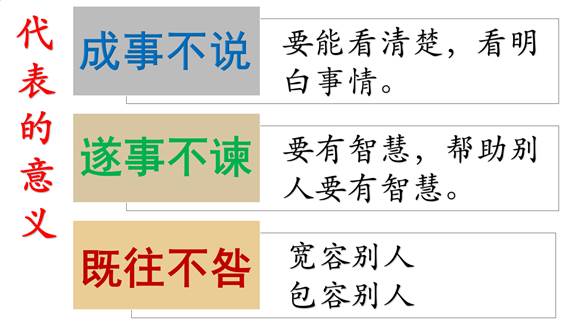 代表的意义
成事不说
要能看清楚，看明
白事情。
遂事不谏
要有智慧，帮助别
人要有智慧。
既往不咎
宽容别人
包容别人